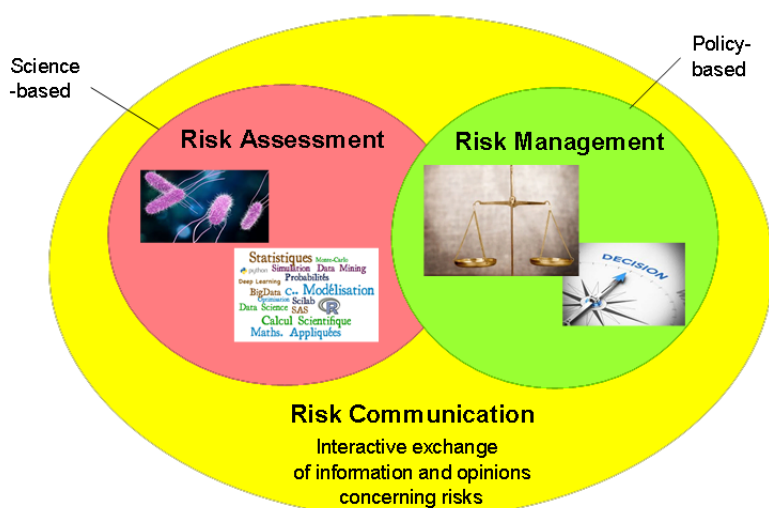 Science
-based
Policy-
based
Risk Assessment
Risk Management
Statistiques Monte-Carlo
python Simulation Data Mining
Deep Learning Probabilités
BigData C++ Modélisation
Optimisation Scilab
Data Science SAS R
Calcul Scientifique
Maths. Appliquées
DECISION
Risk Communication
Interactive exchange
of information and opinions
concerning risks